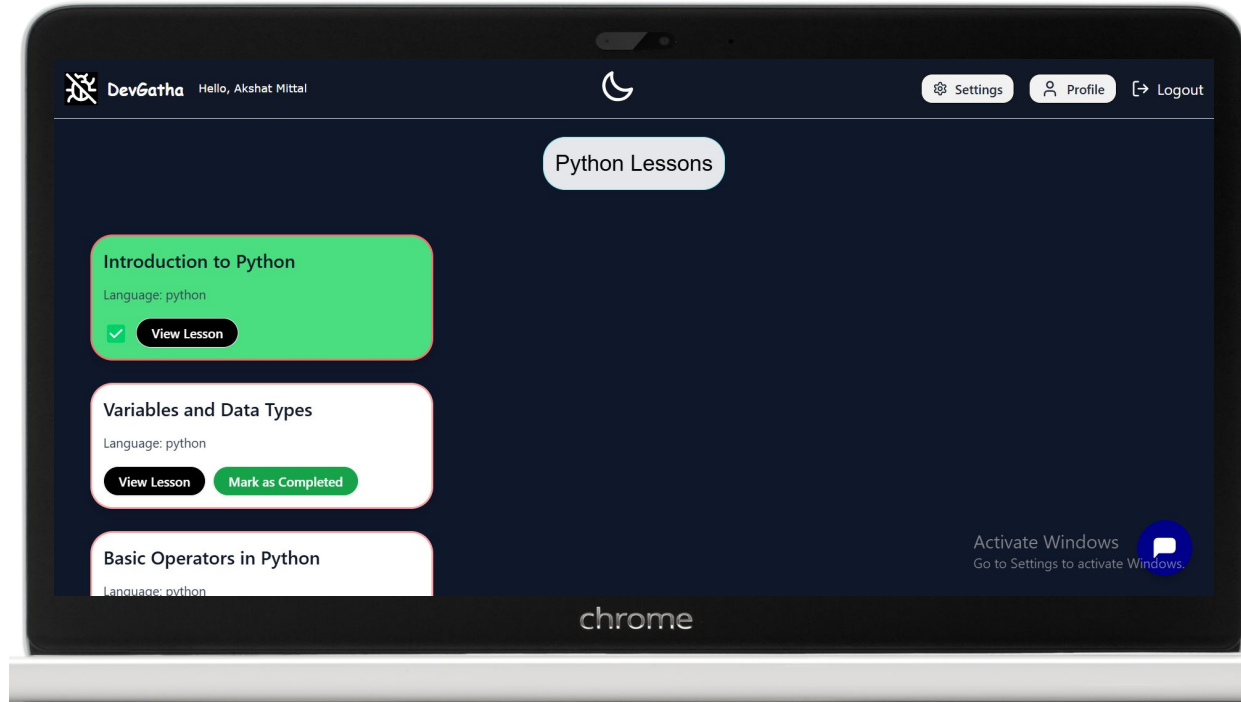 DevGatha Hello, Akshat Mittal Settings Profile Logout
Python Lessons
Introduction to Python
Language: python
View Lesson
Variables and Data Types
Language: python
View Lesson Mark as Completed
Basic Operators in Python
Language: python
Activate Windows
Go to Settings to activate Windows.
chrome